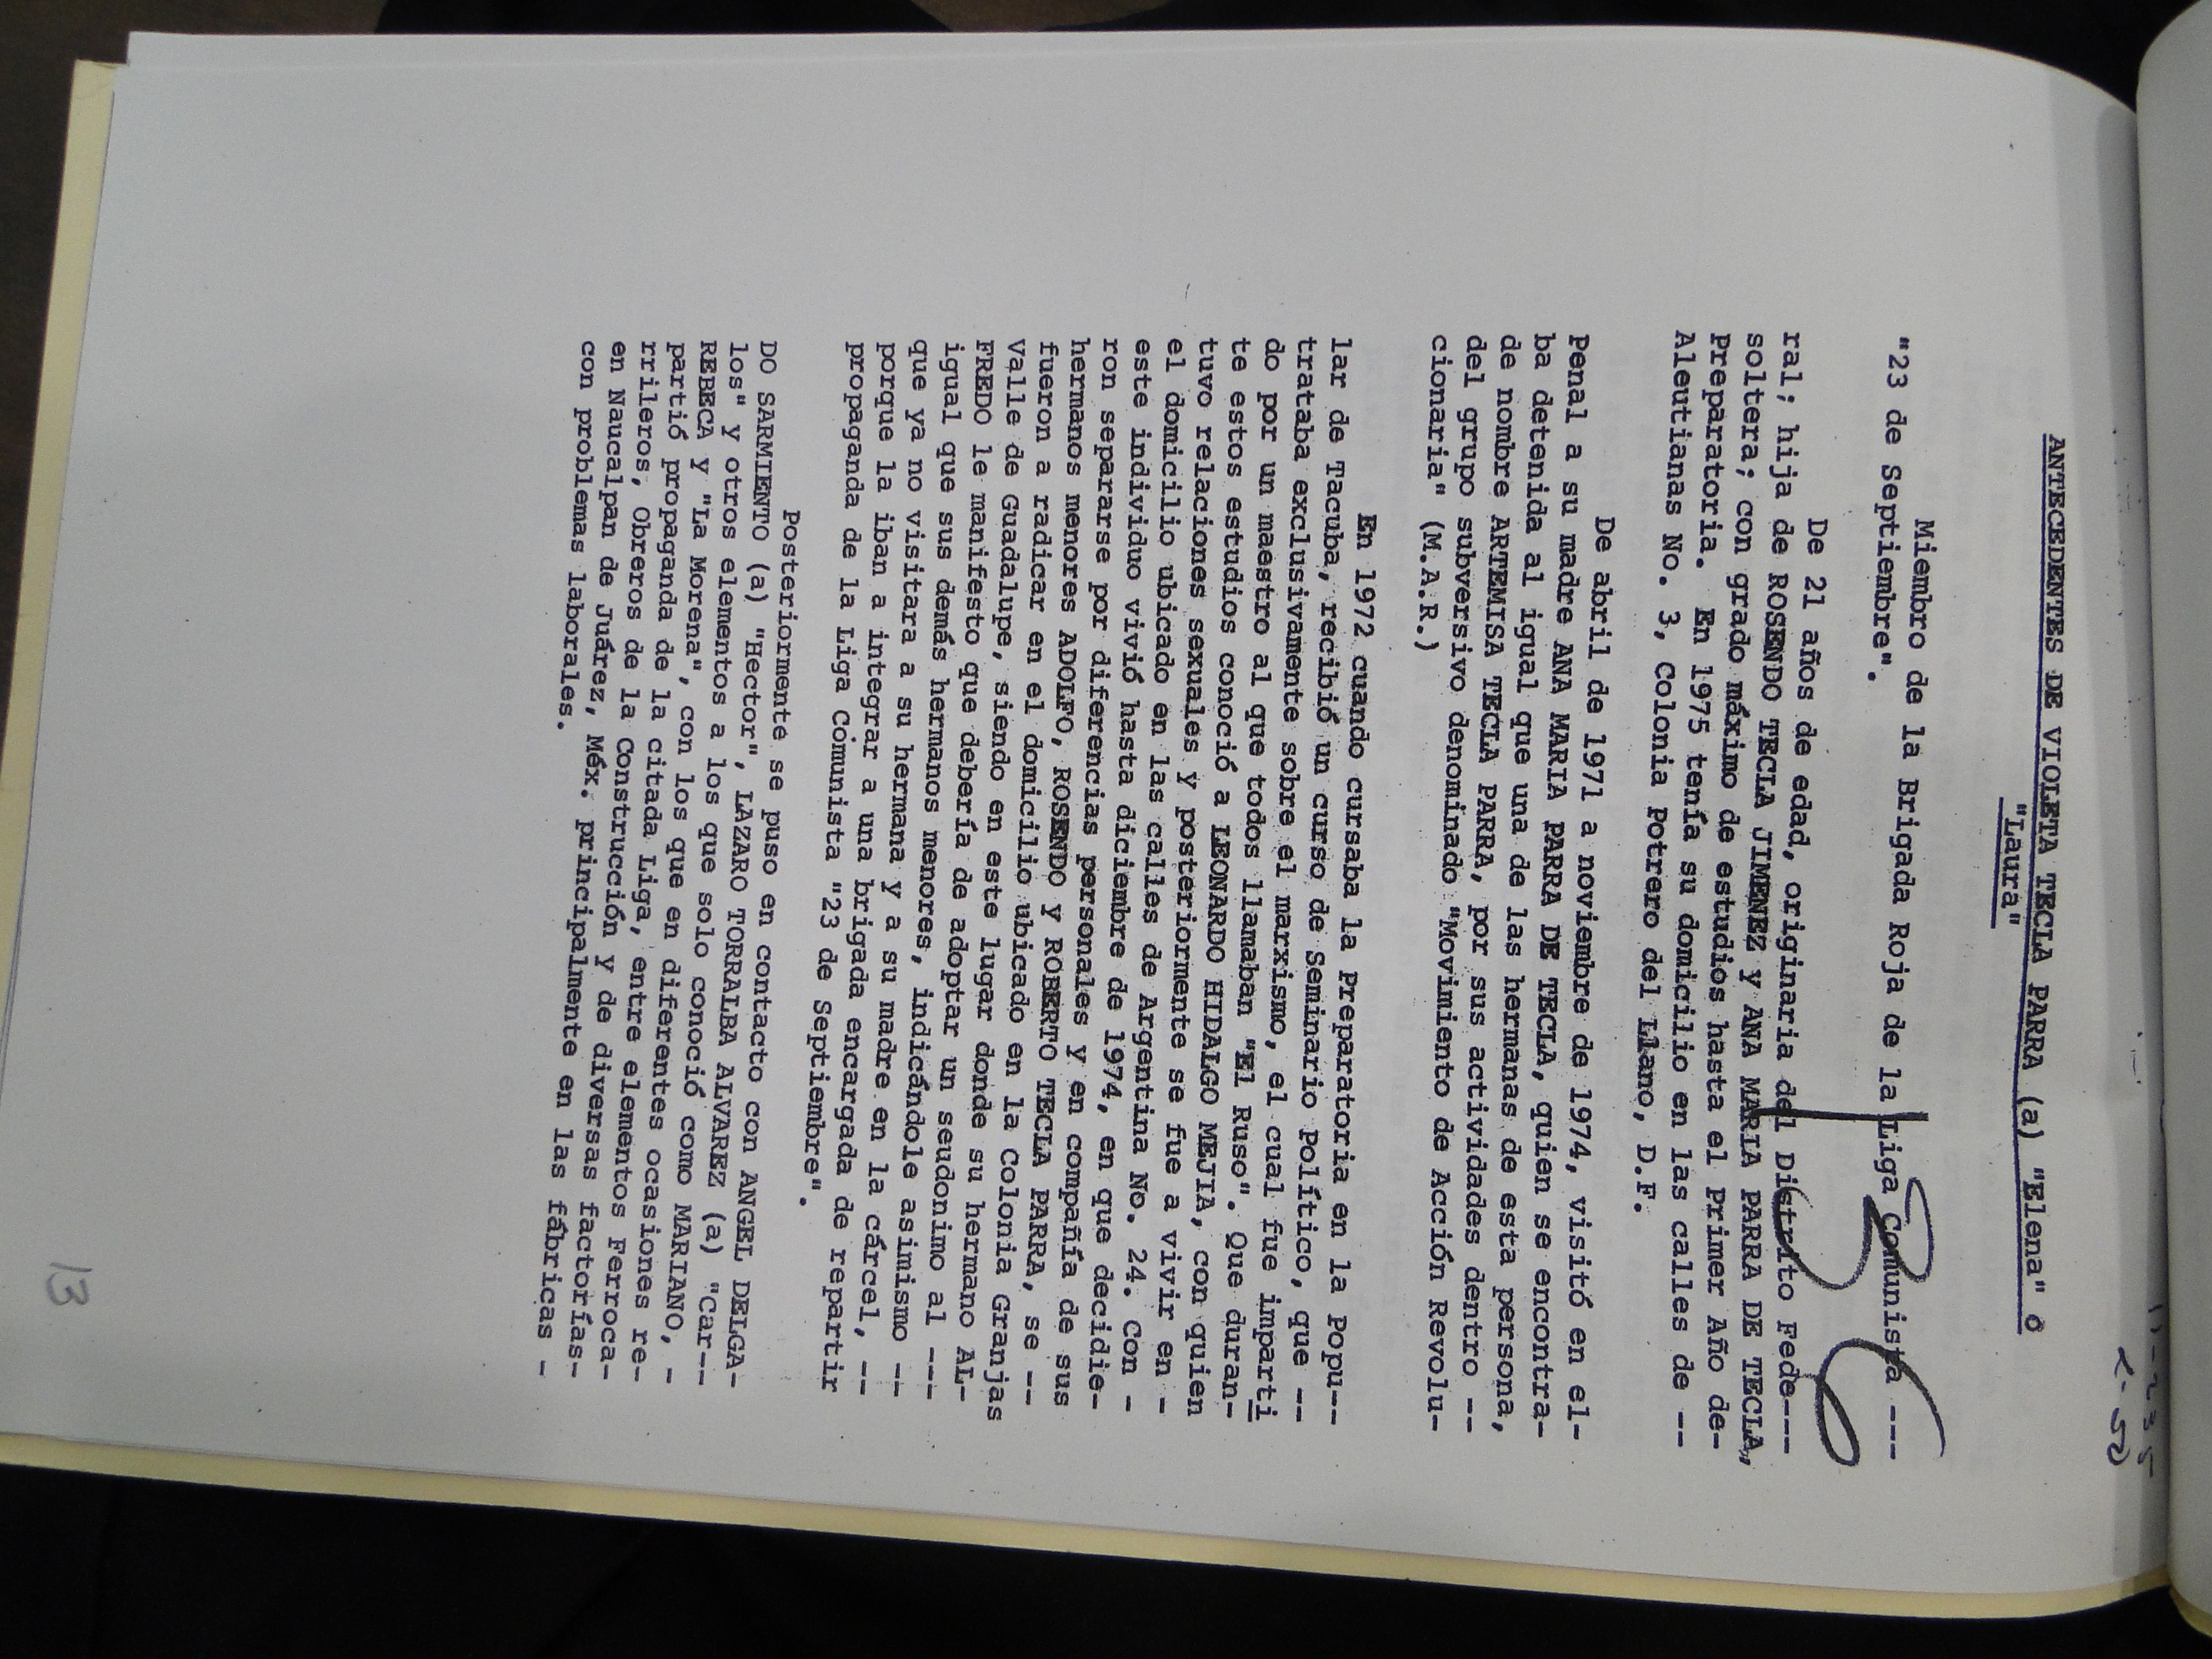 11-235
L-50
ANTECEDENTES DE VIOLETA TECLA PARRA (a) "Elena" ó
"Laura"
136
Miembro de la Brigada Roja de la Liga Comunista ---
"23 de Septiembre".
De 21 años de edad, originaria del Distrito Fede---
ral; hija de ROSENDO TECLA JIMENEZ y ANA MARIA PARRA DE TECLA,
soltera; con grado máximo de estudios hasta el Primer Año de-
Preparatoria. En 1975 tenía su domicilio en las calles de --
Aleutianas No. 3, Colonia Potrero del Llano, D.F.
De abril de 1971 a noviembre de 1974, visitó en el-
Penal a su madre ANA MARIA PARRA DE TECLA, quien se encontra-
ba detenida al igual que una de las hermanas de esta persona,
de nombre ARTEMISA TECLA PARRA, por sus actividades dentro --
del grupo subversivo denominado "Movimiento de Acción Revolu-
cionaria" (M.A.R.)
En 1972 cuando cursaba la Preparatoria en la Popu--
lar de Tacuba, recibió un curso de Seminario Político, que --
trataba exclusivamente sobre el marxismo, el cual fue imparti
do por un maestro al que todos llamaban "El Ruso". Que duran-
te estos estudios conoció a LEONARDO HIDALGO MEJIA, con quien
tuvo relaciones sexuales y posteriormente se fue a vivir en -
el domicilio ubicado en las calles de Argentina No. 24. Con -
este individuo vivió hasta diciembre de 1974, en que decidie-
ron separarse por diferencias personales y en compañía de sus
hermanos menores ADOLFO, ROSENDO y ROBERTO TECLA PARRA, se --
fueron a radicar en el domicilio ubicado en la Colonia Granjas
Valle de Guadalupe, siendo en este lugar donde su hermano AL-
FREDO le manifesto que debería de adoptar un seudonimo al ---
igual que sus demás hermanos menores, indicándole asimismo --
que ya no visitara a su hermana y a su madre en la cárcel, --
porque la iban a integrar a una brigada encargada de repartir
propaganda de la Liga Comunista "23 de Septiembre".
Posteriormente se puso en contacto con ANGEL DELGA-
DO SARMIENTO (a) "Hector", LAZARO TORRALBA ALVAREZ (a) "Car--
los" y otros elementos a los que solo conoció como MARIANO, -
REBECA y "La Morena", con los que en diferentes ocasiones re-
partió propaganda de la citada Liga, entre elementos Ferroca-
rrileros, Obreros de la Construcción y de diversas factorías-
en Naucalpan de Juárez, Méx. principalmente en las fábricas -
con problemas laborales.
13